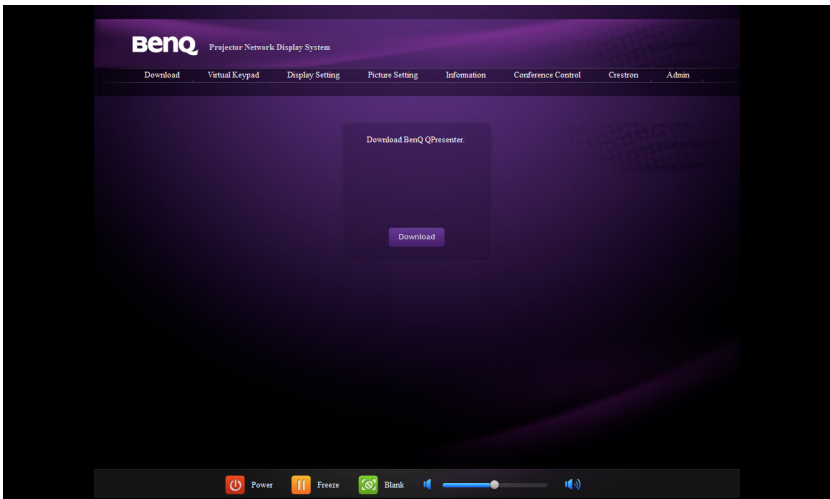 BenQ Projector Network Display System
Download Virtual Keypad Display Setting Picture Setting Infomation Conference Control Crestron Admin
Download BenQ QPresenter.
Download
Power Freeze Blank